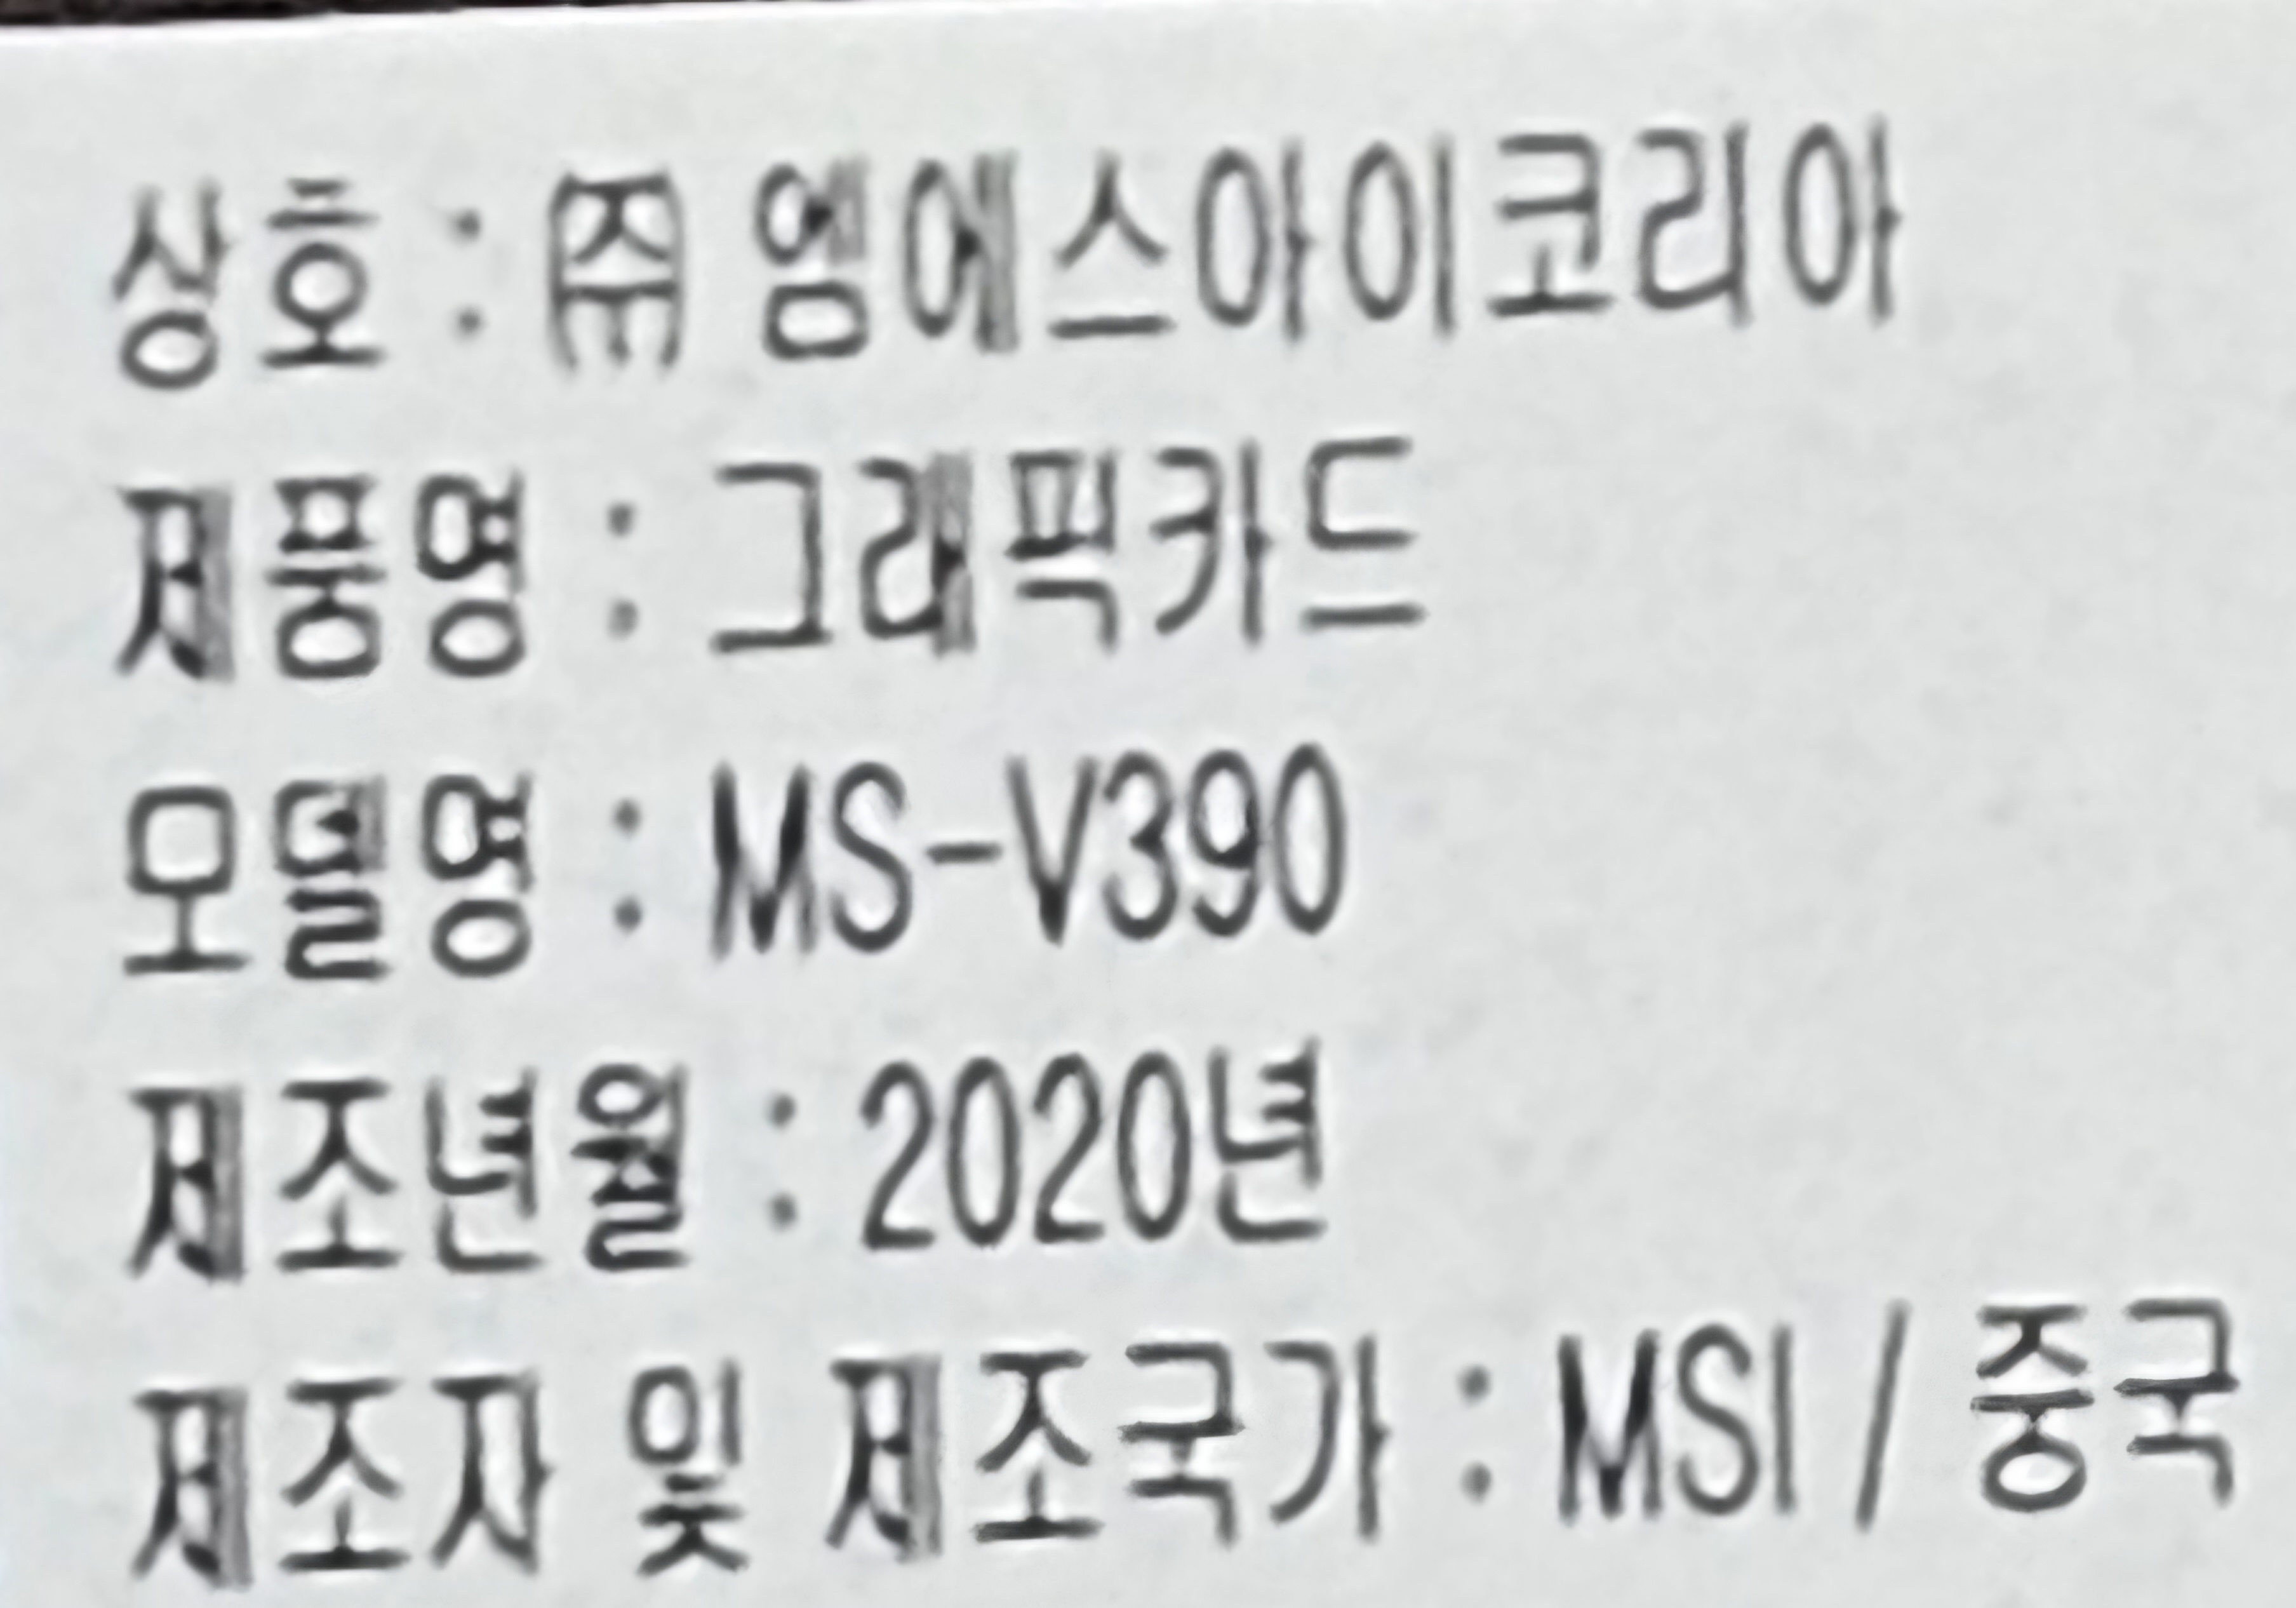 상호 : ㈜ 엠에스아이코리아
제품명 : 그래픽카드
모델명 : MS-V390
제조년월 : 2020년
제조자 및 제조국가 : MSI / 중국